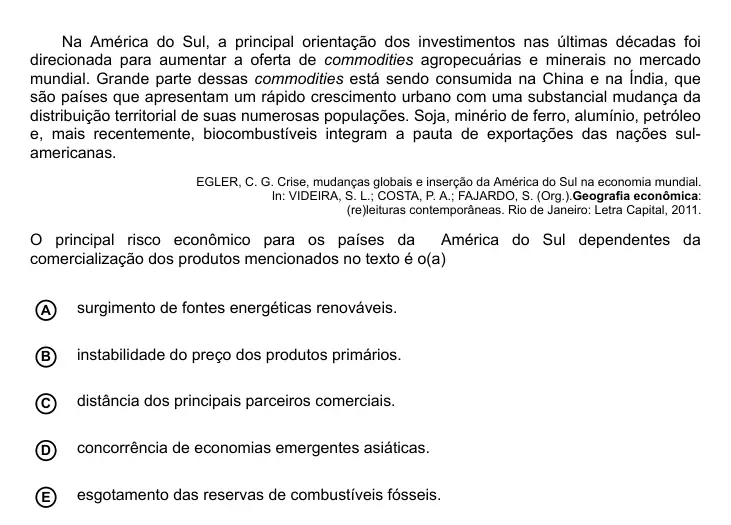 Na América do Sul, a principal orientação dos investimentos nas últimas décadas foi
direcionada para aumentar a oferta de commodities agropecuárias e minerais no mercado
mundial. Grande parte dessas commodities está sendo consumida na China e na Índia, que
são países que apresentam um rápido crescimento urbano com uma substancial mudança da
distribuição territorial de suas numerosas populações. Soja, minério de ferro, alumínio, petróleo
e, mais recentemente, biocombustíveis integram a pauta de exportações das nações sul-
americanas.
EGLER, C. G. Crise, mudanças globais e inserção da América do Sul na economia mundial.
In: VIDEIRA, S. L.; COSTA, P. A.; FAJARDO, S. (Org.).Geografia econômica:
(re)leituras contemporâneas. Rio de Janeiro: Letra Capital, 2011.
O principal risco econômico para os países da América do Sul dependentes da
comercialização dos produtos mencionados no texto é o(a)
A surgimento de fontes energéticas renováveis.
B instabilidade do preço dos produtos primários.
C distância dos principais parceiros comerciais.
D concorrência de economias emergentes asiáticas.
E esgotamento das reservas de combustíveis fósseis.